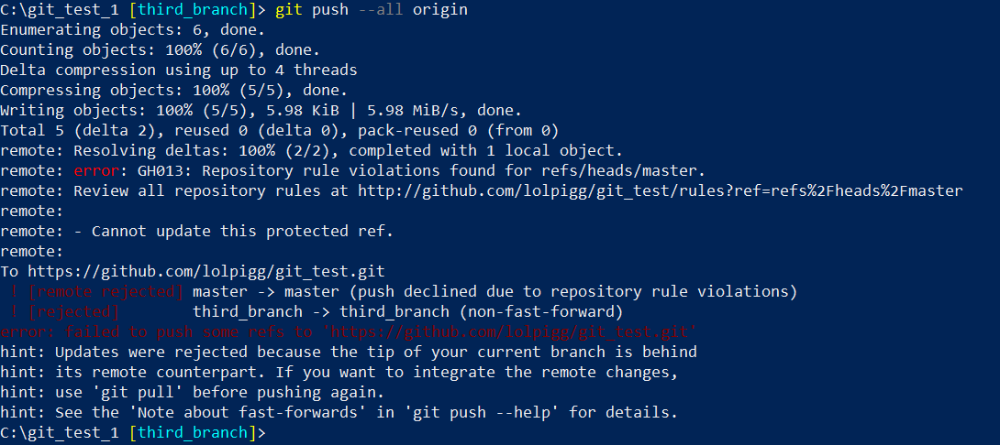 C:\git_test_1 [third_branch]> git push --all origin
Enumerating objects: 6, done.
Counting objects: 100% (6/6), done.
Delta compression using up to 4 threads
Compressing objects: 100% (5/5), done.
Writing objects: 100% (5/5), 5.98 KiB | 5.98 MiB/s, done.
Total 5 (delta 2), reused 0 (delta 0), pack-reused 0 (from 0)
remote: Resolving deltas: 100% (2/2), completed with 1 local object.
remote: error: GH013: Repository rule violations found for refs/heads/master.
remote: Review all repository rules at http://github.com/lolpigg/git_test/rules?ref=refs%2Fheads%2Fmaster
remote:
remote: - Cannot update this protected ref.
remote:
To https://github.com/lolpigg/git_test.git
 ! [remote rejected] master -> master (push declined due to repository rule violations)
 ! [rejected]        third_branch -> third_branch (non-fast-forward)
error: failed to push some refs to 'https://github.com/lolpigg/git_test.git'
hint: Updates were rejected because the tip of your current branch is behind
hint: its remote counterpart. If you want to integrate the remote changes,
hint: use 'git pull' before pushing again.
hint: See the 'Note about fast-forwards' in 'git push --help' for details.
C:\git_test_1 [third_branch]>